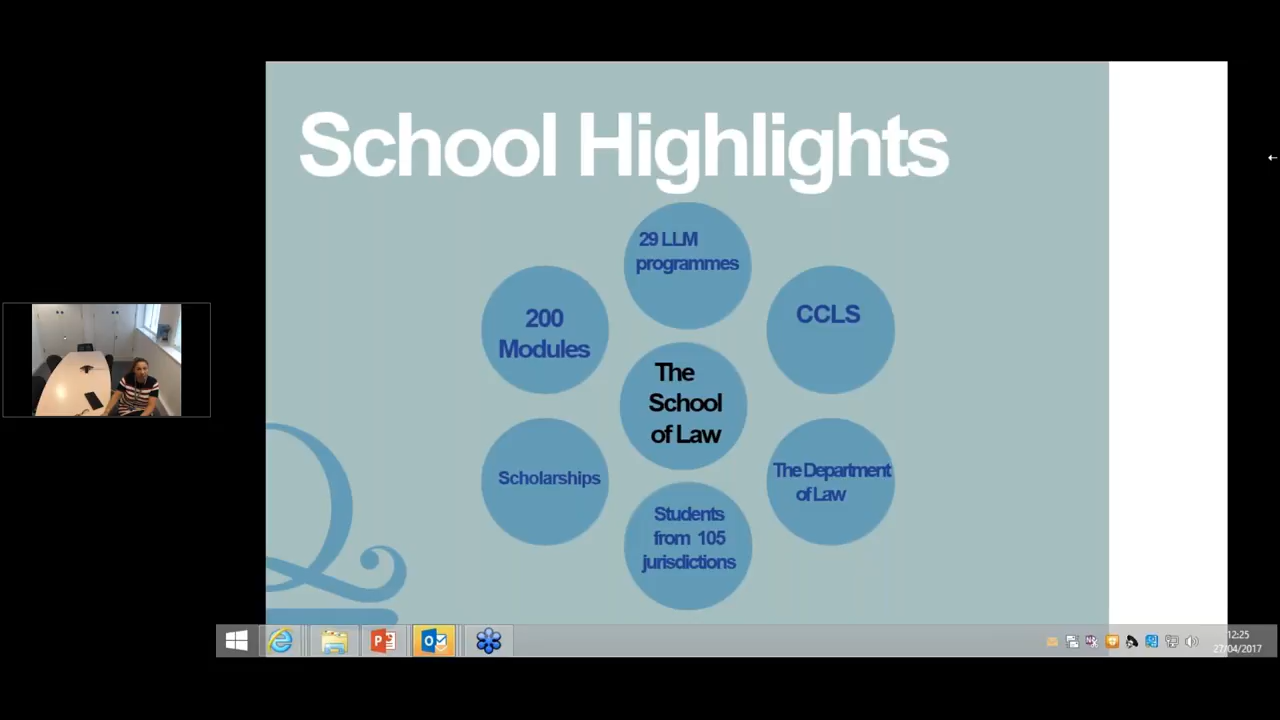 School Highlights
29 LLM
programmes
200
Modules
CCLS
The
School
of Law
Scholarships
The Department
of Law
Students
from 105
jurisdictions
12:25
27/04/2017